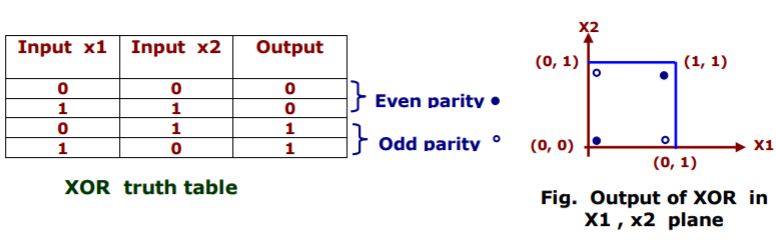 Input x1 Input x2 Output
0 0 0
1 1 0
0 1 1
1 0 1
Even parity •
Odd parity °
XOR truth table
X2
(0, 1) (1, 1)
(0, 0) X1
(0, 1)
Fig. Output of XOR in
X1 , x2 plane